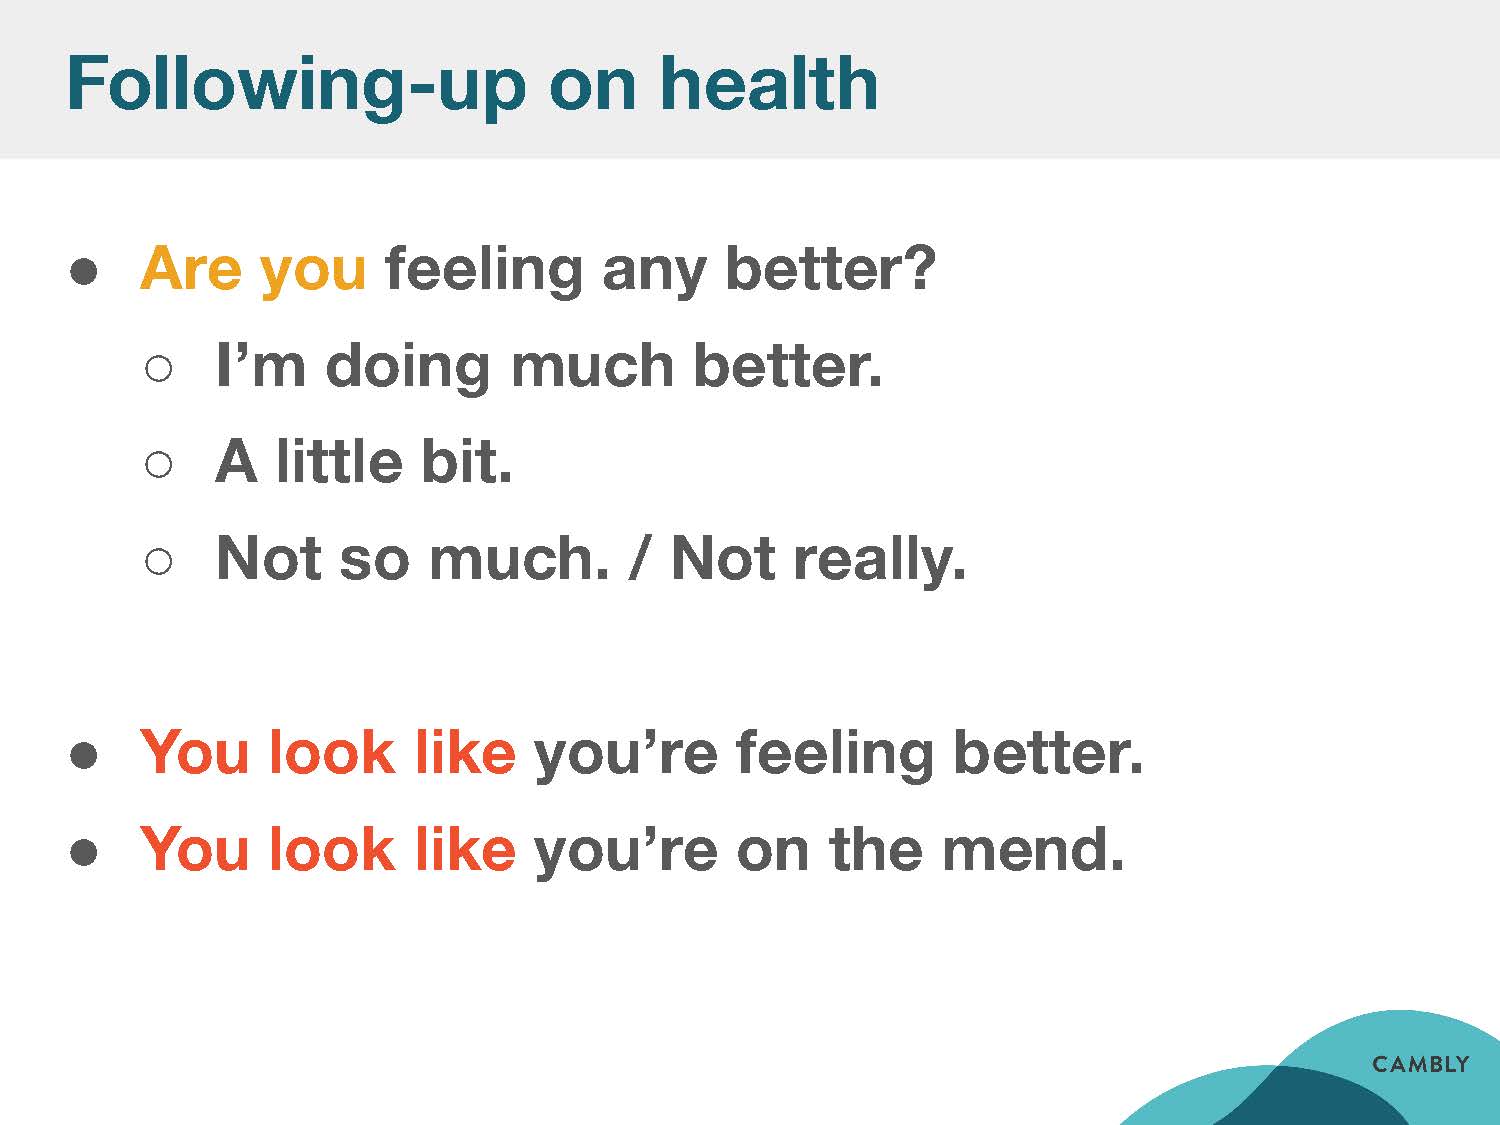 Following-up on health
● Are you feeling any better?
○ I’m doing much better.
○ A little bit.
○ Not so much. / Not really.
● You look like you’re feeling better.
● You look like you’re on the mend.
CAMBLY